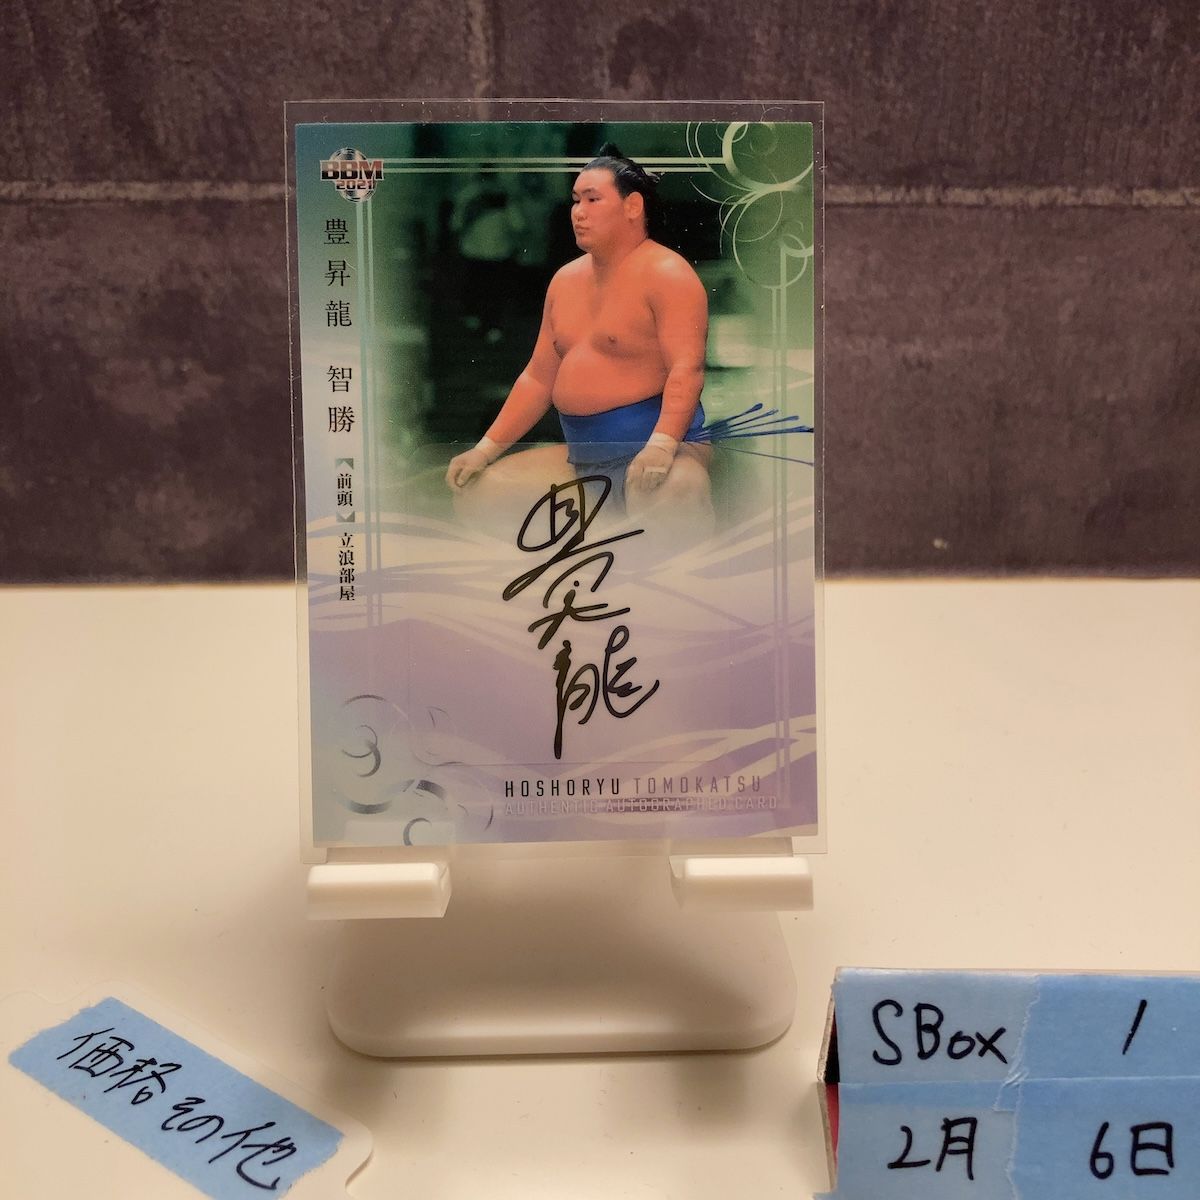 BBM
2021
豊昇龍 智勝
前頭
立浪部屋
豊昇龍
HOSHORYU TOMOKATSU
AUTHENTIC AUTOGRAPHED CARD
価格その他
SBox 1
2月 6日